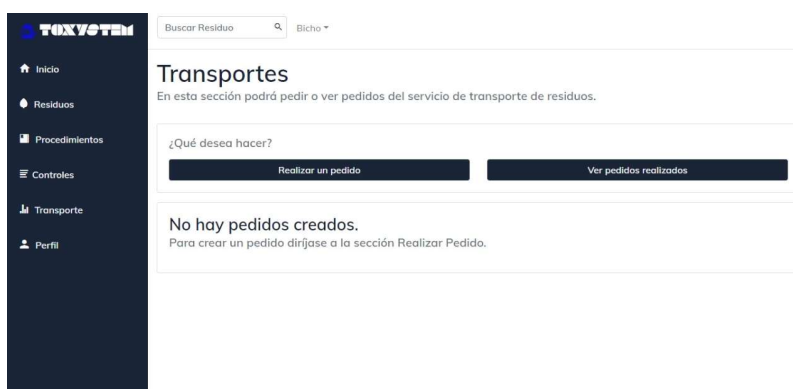 TOXYSTEM
Buscar Residuo
Bicho
Inicio
Residuos
Procedimientos
Controles
Transporte
Perfil
Transportes
En esta sección podrá pedir o ver pedidos del servicio de transporte de residuos.
¿Qué desea hacer?
Realizar un pedido
Ver pedidos realizados
No hay pedidos creados.
Para crear un pedido diríjase a la sección Realizar Pedido.